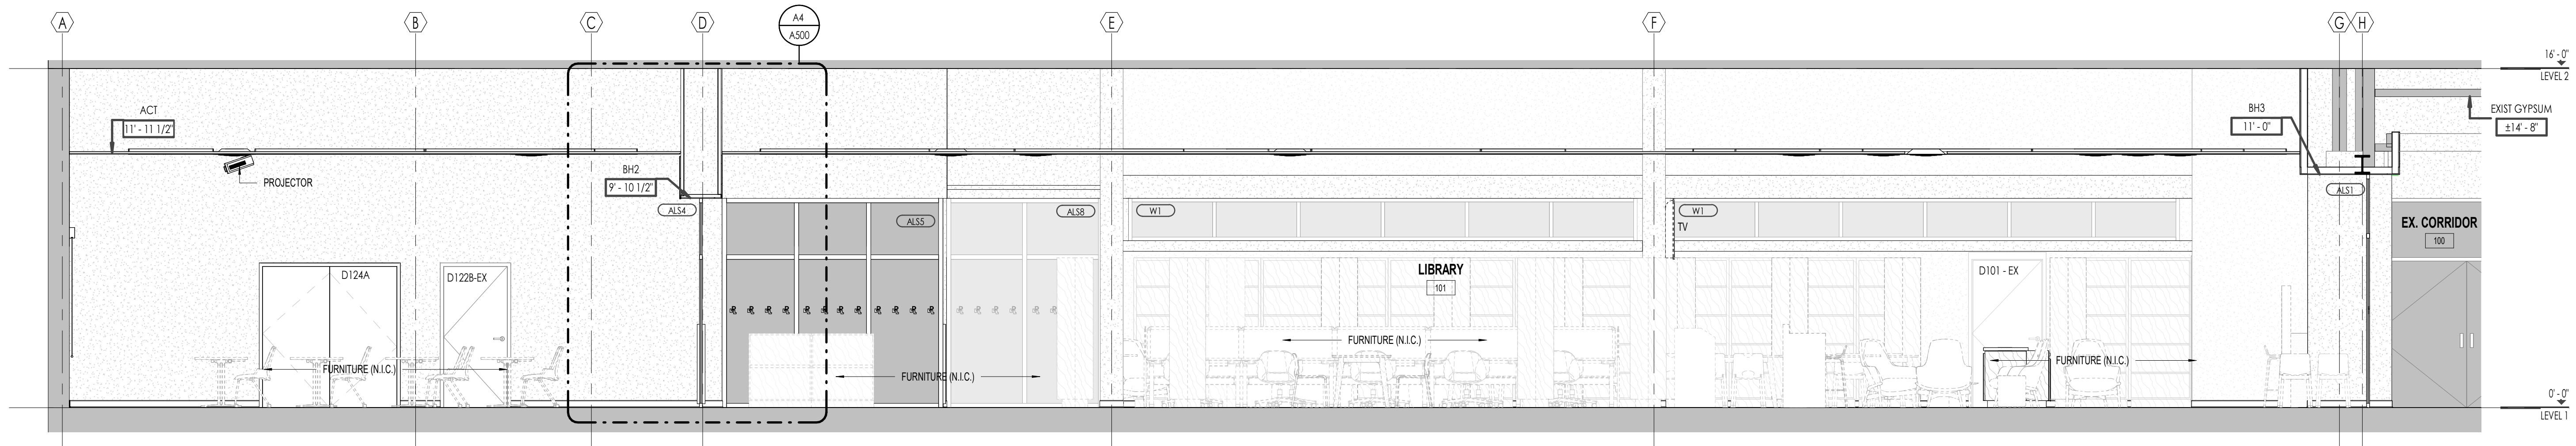 A
B
C
D
A4
A500
E
F
G
H
16' - 0"
LEVEL 2
ACT
11' - 11 1/2"
PROJECTOR
BH2
9' - 10 1/2"
BH3
11' - 0"
EXIST GYPSUM
±14' - 8"
ALS4
ALS5
ALS8
W1
W1
TV
ALS1
EX. CORRIDOR
100
D124A
D122B-EX
LIBRARY
101
D101 - EX
FURNITURE (N.I.C.)
FURNITURE (N.I.C.)
FURNITURE (N.I.C.)
FURNITURE (N.I.C.)
0" - 0"
LEVEL 1